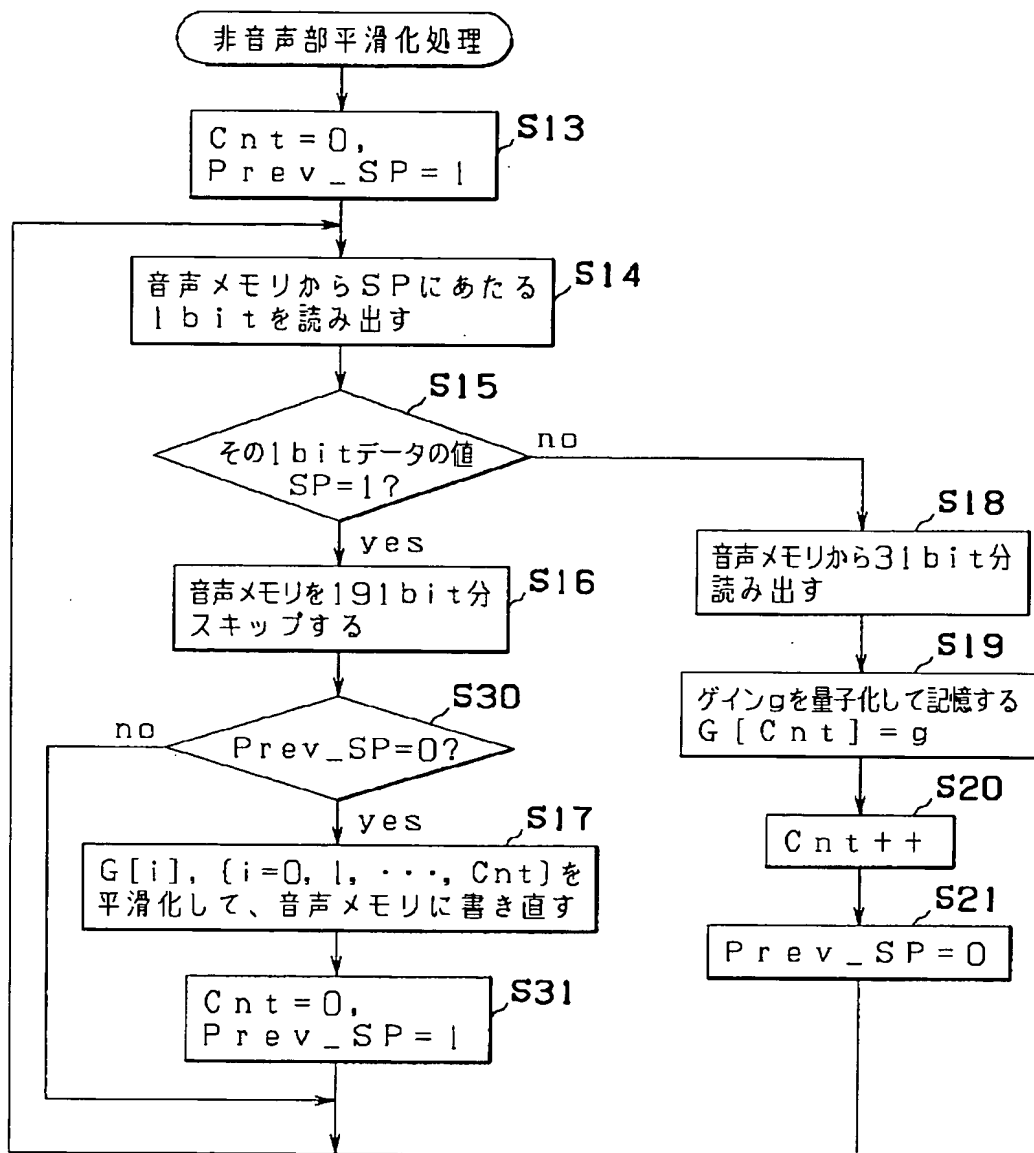 非音声部平滑化処理
S13
Cnt=0,
Prev_SP=1
S14
音声メモリからSPにあたる
1bitを読み出す
S15
その1bitデータの値
SP=1?
no
yes
S16
音声メモリを191bit分
スキップする
S18
音声メモリから31bit分
読み出す
S30
Prev_SP=0?
no
yes
S19
ゲインgを量子化して記憶する
G[Cnt]=g
S17
G[i], {i=0, 1, ・・・, Cnt}を
平滑化して、音声メモリに書き直す
S20
Cnt++
S31
Cnt=0,
Prev_SP=1
S21
Prev_SP=0